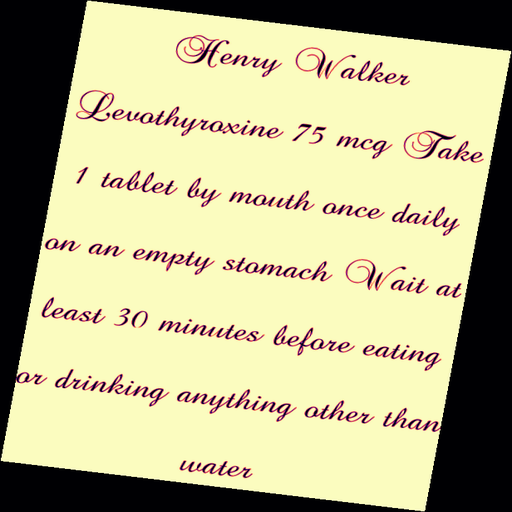 Henry Walker
Levothyroxine 75 mcg Take
1 tablet by mouth once daily
on an empty stomach Wait at
least 30 minutes before eating
or drinking anything other than
water